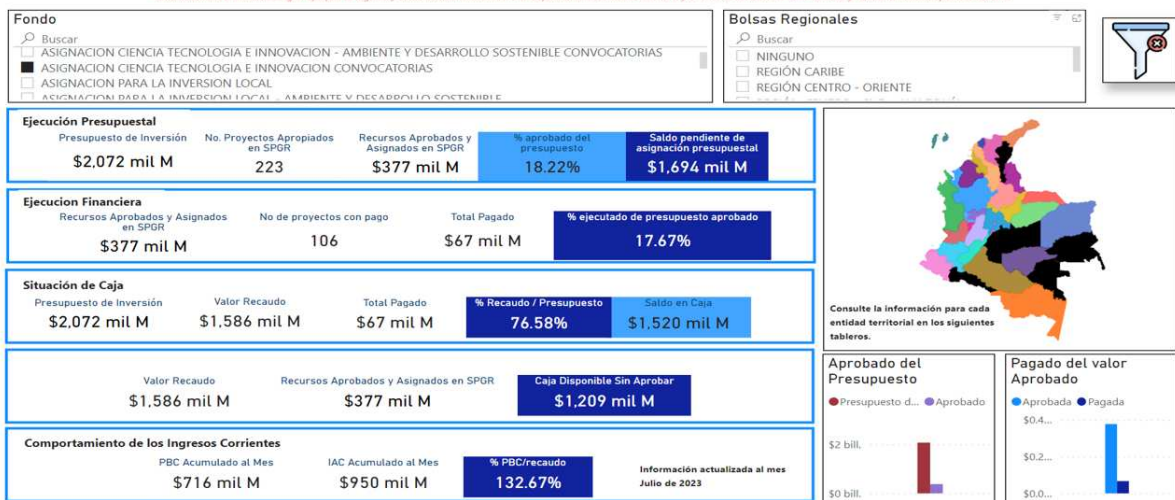 Fondo
Buscar
ASIGNACION CIENCIA TECNOLOGIA E INNOVACION - AMBIENTE Y DESARROLLO SOSTENIBLE CONVOCATORIAS
ASIGNACION CIENCIA TECNOLOGIA E INNOVACION CONVOCATORIAS
ASIGNACION PARA LA INVERSION LOCAL
ASIGNACION PARA LA INVERSION LOCAL - AMBIENTE Y DESARROLLO SOSTENIBLE
Bolsas Regionales
Buscar
NINGUNO
REGIÓN CARIBE
REGIÓN CENTRO - ORIENTE
Ejecución Presupuestal
Presupuesto de Inversión
$2,072 mil M
No. Proyectos Apropiados
en SPGR
223
Recursos Aprobados y
Asignados en SPGR
$377 mil M
% aprobado del
presupuesto
18.22%
Saldo pendiente de
asignación presupuestal
$1,694 mil M
Ejecucion Financiera
Recursos Aprobados y Asignados
en SPGR
$377 mil M
No de proyectos con pago
106
Total Pagado
$67 mil M
% ejecutado de presupuesto aprobado
17.67%
Situación de Caja
Presupuesto de Inversión
$2,072 mil M
Valor Recaudo
$1,586 mil M
Total Pagado
$67 mil M
% Recaudo / Presupuesto
76.58%
Saldo en Caja
$1,520 mil M
Valor Recaudo
$1,586 mil M
Recursos Aprobados y Asignados en SPGR
$377 mil M
Caja Disponible Sin Aprobar
$1,209 mil M
Comportamiento de los Ingresos Corrientes
PBC Acumulado al Mes
$716 mil M
IAC Acumulado al Mes
$950 mil M
% PBC/recaudo
132.67%
Información actualizada al mes
Julio de 2023
Consulte la información para cada
entidad territorial en los siguientes
tableros.
Aprobado del
Presupuesto
Presupuesto d... Aprobado
$2 bill.
$0 bill.
Pagado del valor
Aprobado
Aprobada Pagada
$0.4...
$0.2...
$0.0...